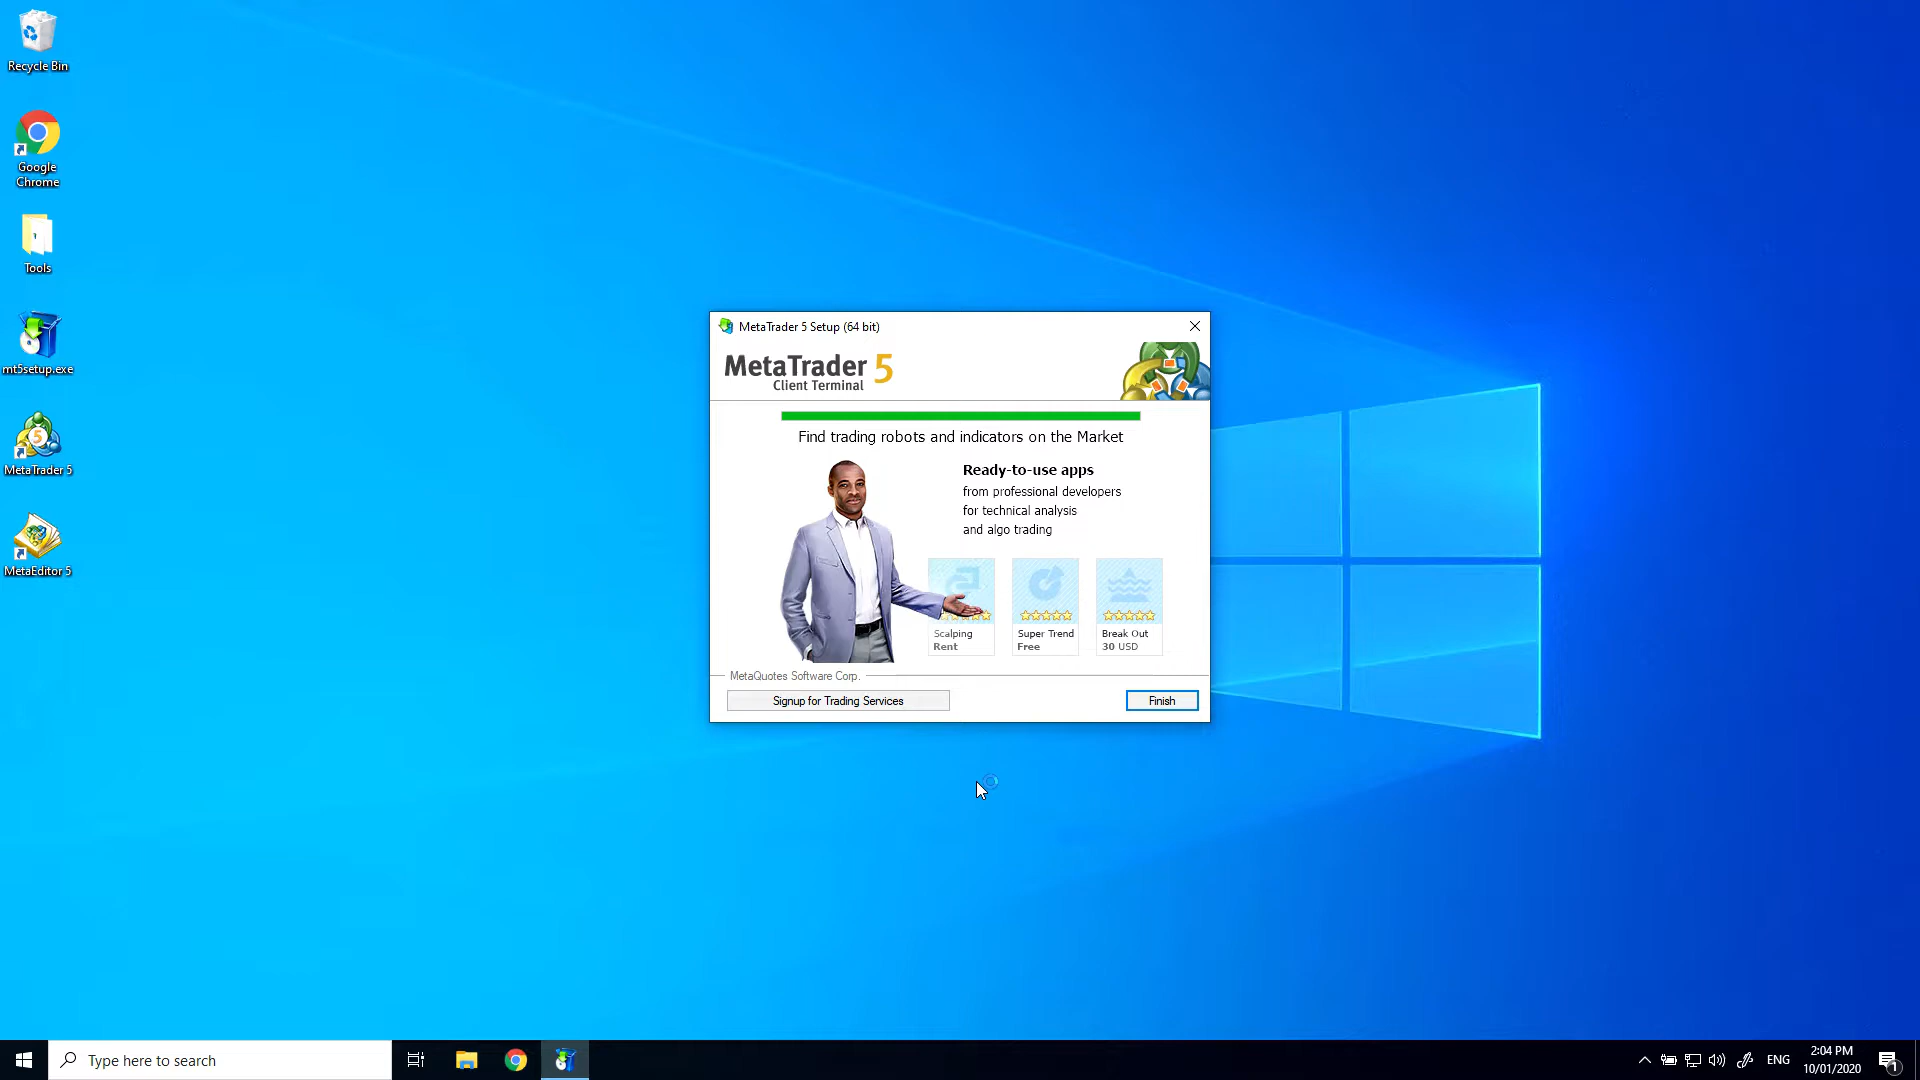 Recycle Bin
Google
Chrome
Tools
mt5setup.exe
MetaTrader 5
MetaEditor 5
MetaTrader 5 Setup (64 bit)
MetaTrader 5
Client Terminal
Find trading robots and indicators on the Market
Ready-to-use apps
from professional developers
for technical analysis
and algo trading
Scalping
Rent
Super Trend
Free
Break Out
30 USD
MetaQuotes Software Corp.
Signup for Trading Services
Finish
Type here to search
ENG
2:04 PM
10/01/2020
1